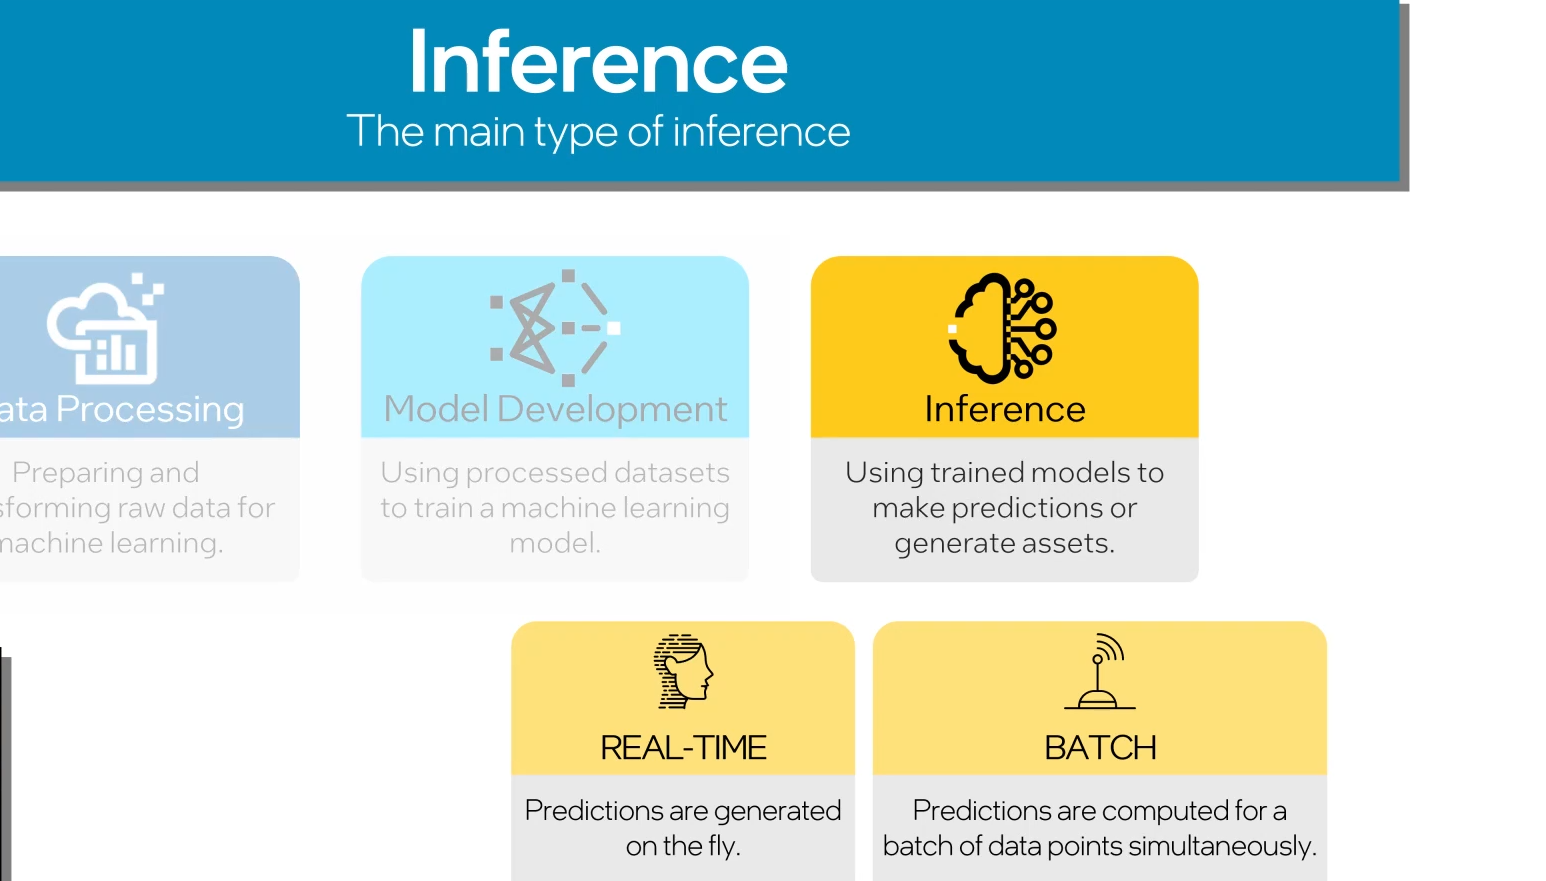 Inference
The main type of inference
ata Processing
Preparing and
sforming raw data for
machine learning.
Model Development
Using processed datasets
to train a machine learning
model.
Inference
Using trained models to
make predictions or
generate assets.
REAL-TIME
Predictions are generated
on the fly.
BATCH
Predictions are computed for a
batch of data points simultaneously.